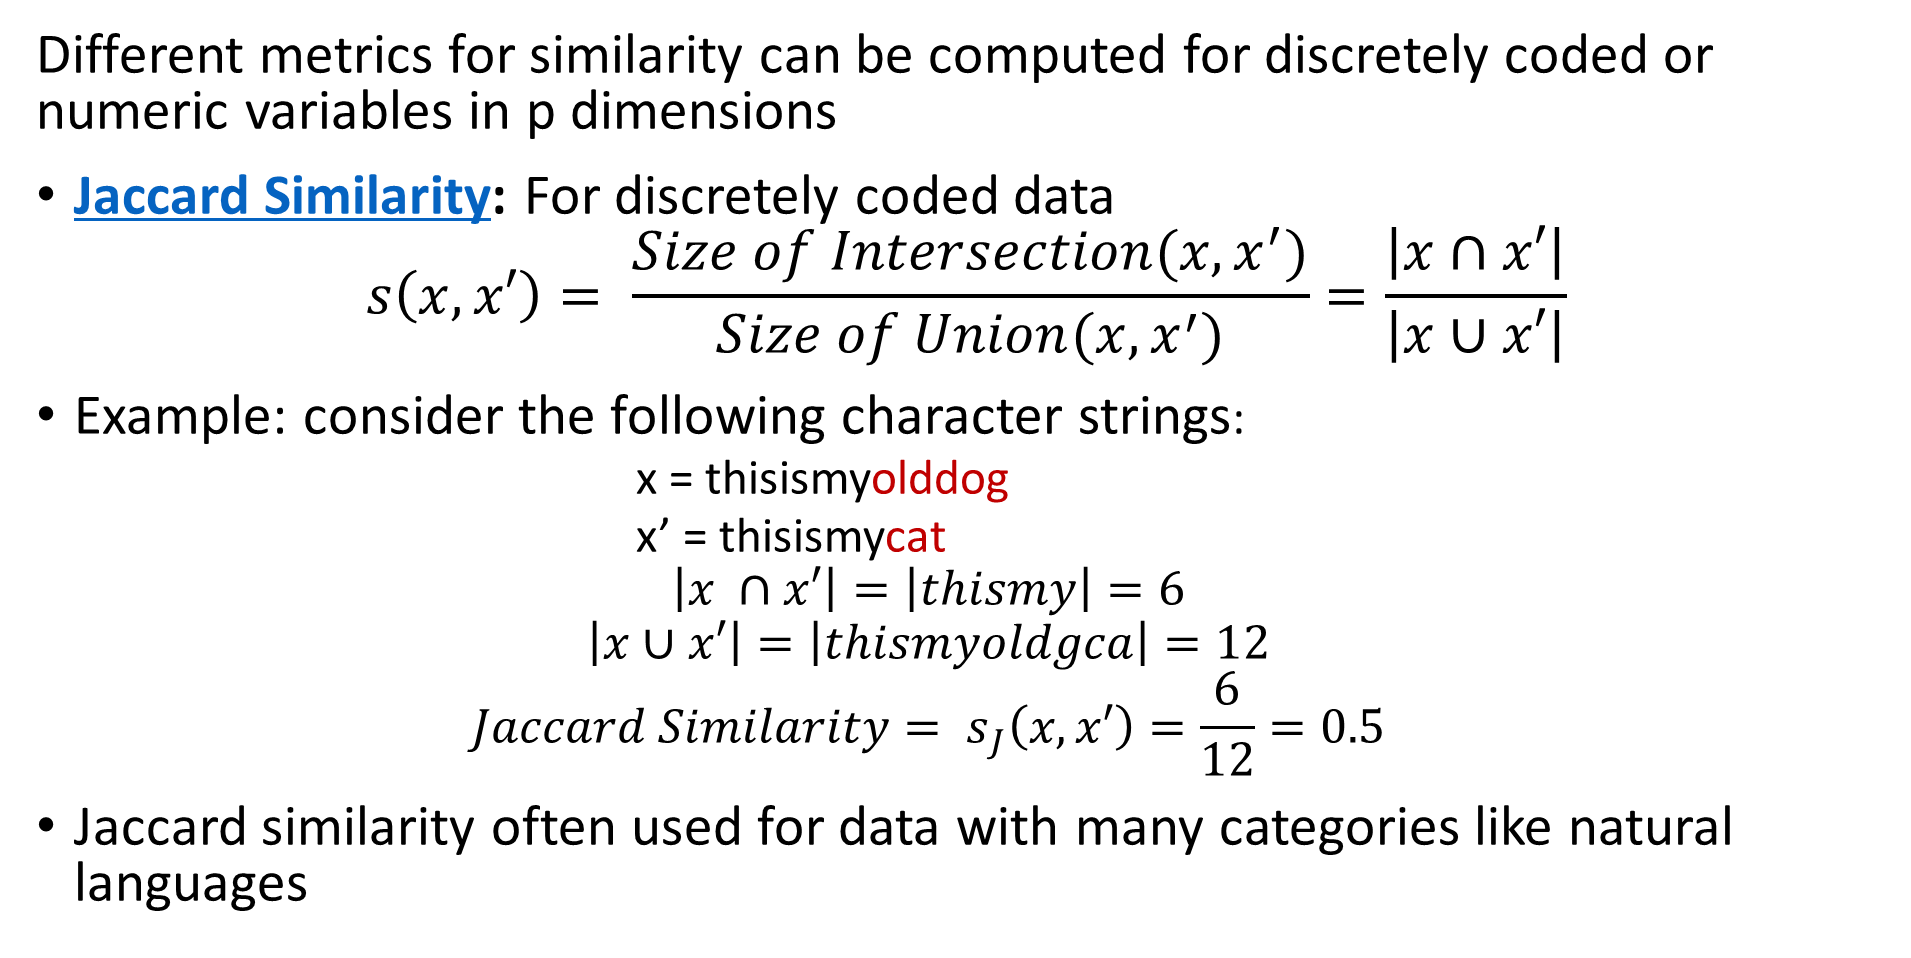 Different metrics for similarity can be computed for discretely coded or
numeric variables in p dimensions
• Jaccard Similarity: For discretely coded data
s(x, x′) = Size of Intersection(x, x′) / Size of Union(x, x′) = |x ∩ x′| / |x ∪ x′|
• Example: consider the following character strings:
x = thisismyolddog
x’ = thisismycat
|x ∩ x′| = |thismy| = 6
|x ∪ x′| = |thismyoldgca| = 12
Jaccard Similarity = s_J(x, x′) = 6/12 = 0.5
• Jaccard similarity often used for data with many categories like natural
languages